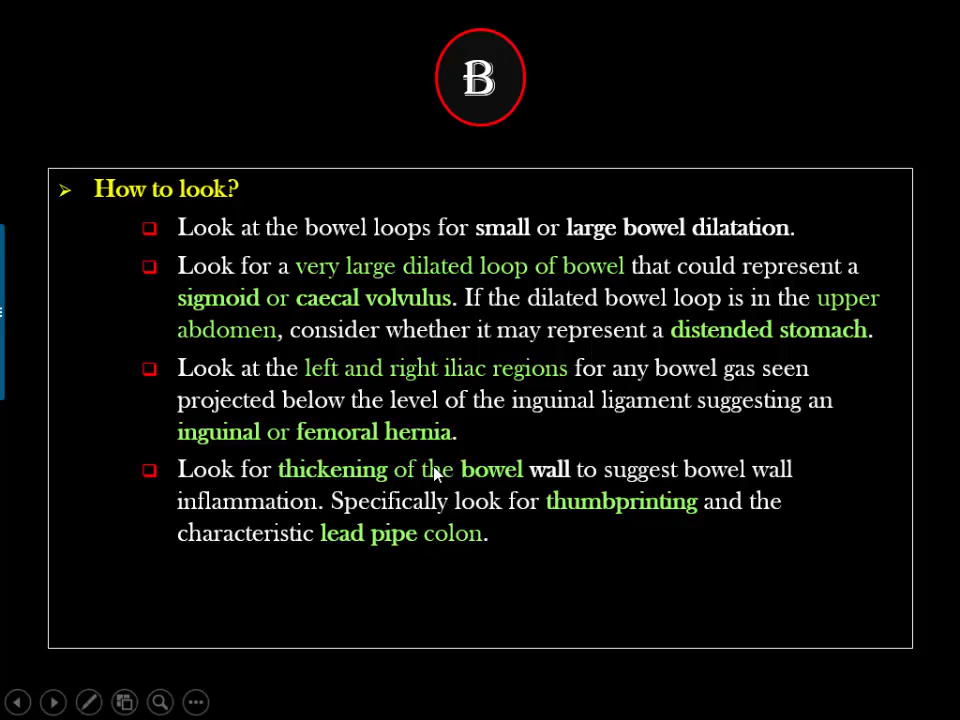 B
How to look?
Look at the bowel loops for small or large bowel dilatation.
Look for a very large dilated loop of bowel that could represent a
sigmoid or caecal volvulus. If the dilated bowel loop is in the upper
abdomen, consider whether it may represent a distended stomach.
Look at the left and right iliac regions for any bowel gas seen
projected below the level of the inguinal ligament suggesting an
inguinal or femoral hernia.
Look for thickening of the bowel wall to suggest bowel wall
inflammation. Specifically look for thumbprinting and the
characteristic lead pipe colon.